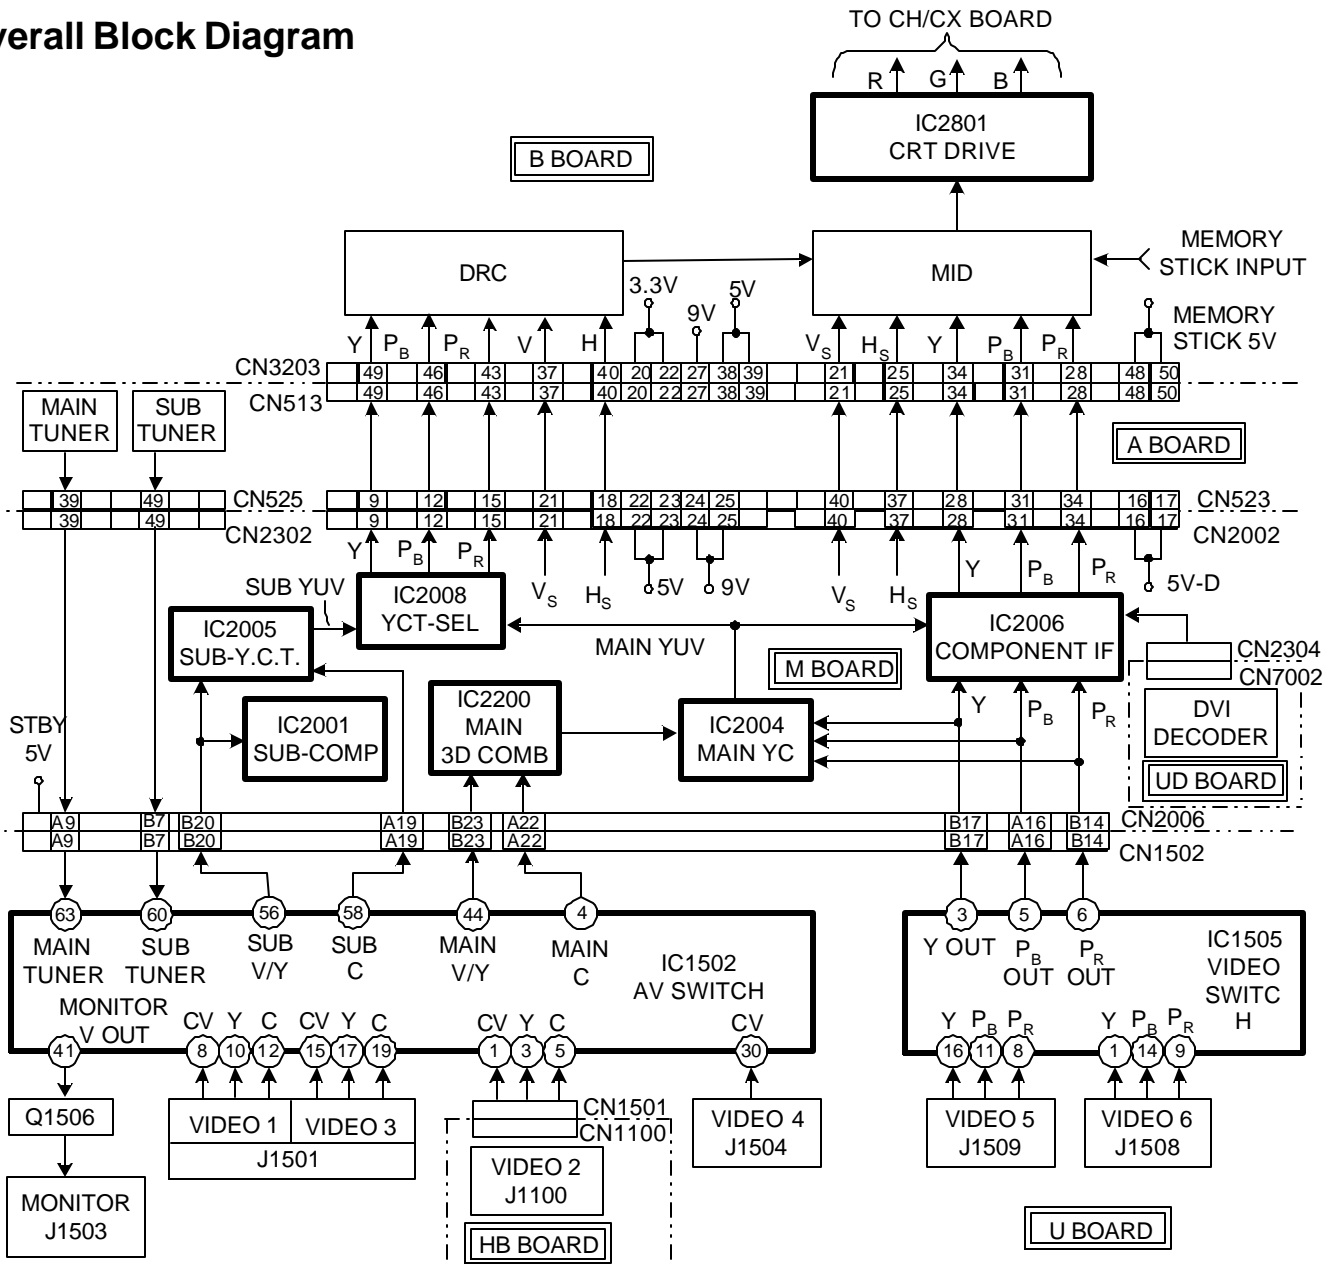 verall Block Diagram
TO CH/CX BOARD
R G B
IC2801
CRT DRIVE
B BOARD
DRC
MID
MEMORY
STICK INPUT
3.3V
9V
5V
MEMORY
STICK 5V
Y PB PR V H
VS HS Y PB PR
CN3203
49 46 43 37 40 20 22 27 38 39 21 25 34 31 28 48 50
CN513
49 46 43 37 40 20 22 27 38 39 21 25 34 31 28 48 50
MAIN
TUNER
SUB
TUNER
A BOARD
39 49
CN525
9 12 15 21 18 22 23 24 25 40 37 28 31 34 16 17
CN523
39 49
CN2302
9 12 15 21 18 22 23 24 25 40 37 28 31 34 16 17
CN2002
Y PB PR
VS HS
5V 9V
VS HS
Y PB PR
5V-D
SUB YUV
IC2008
YCT-SEL
IC2005
SUB-Y.C.T.
MAIN YUV
IC2006
COMPONENT IF
CN2304
CN7002
M BOARD
DVI
DECODER
UD BOARD
STBY
5V
IC2001
SUB-COMP
IC2200
MAIN
3D COMB
IC2004
MAIN YC
Y PB PR
A9 B7 B20 A19 B23 A22 B17 A16 B14
CN2006
A9 B7 B20 A19 B23 A22 B17 A16 B14
CN1502
63 60 56 58 44 4
3 5 6
MAIN
TUNER
SUB
TUNER
SUB
V/Y
SUB
C
MAIN
V/Y
MAIN
C
IC1502
AV SWITCH
Y OUT
PB
OUT
PR
OUT
IC1505
VIDEO
SWITC
H
MONITOR
V OUT
CV Y C CV Y C
CV Y C
CV
Y PB PR
Y PB PR
41 8 10 12 15 17 19 1 3 5 30
16 11 8 1 14 9
Q1506
VIDEO 1
VIDEO 3
J1501
CN1501
CN1100
VIDEO 4
J1504
VIDEO 5
J1509
VIDEO 6
J1508
VIDEO 2
J1100
MONITOR
J1503
HB BOARD
U BOARD